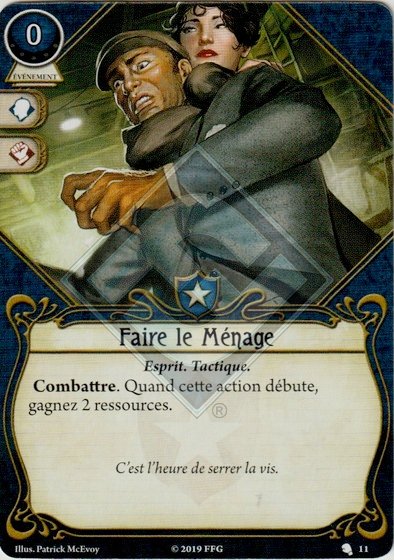 0
ÉVÉNEMENT
Faire le Ménage
Esprit. Tactique.
Combattre. Quand cette action débute,
gagnez 2 ressources.
®
C'est l'heure de serrer la vis.
Illus. Patrick McEvoy © 2019 FFG 11